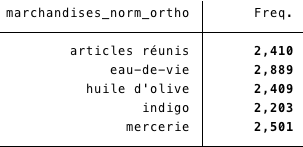 marchandises_norm_ortho Freq.
articles réunis 2,410
eau-de-vie 2,889
huile d'olive 2,409
indigo 2,203
mercerie 2,501